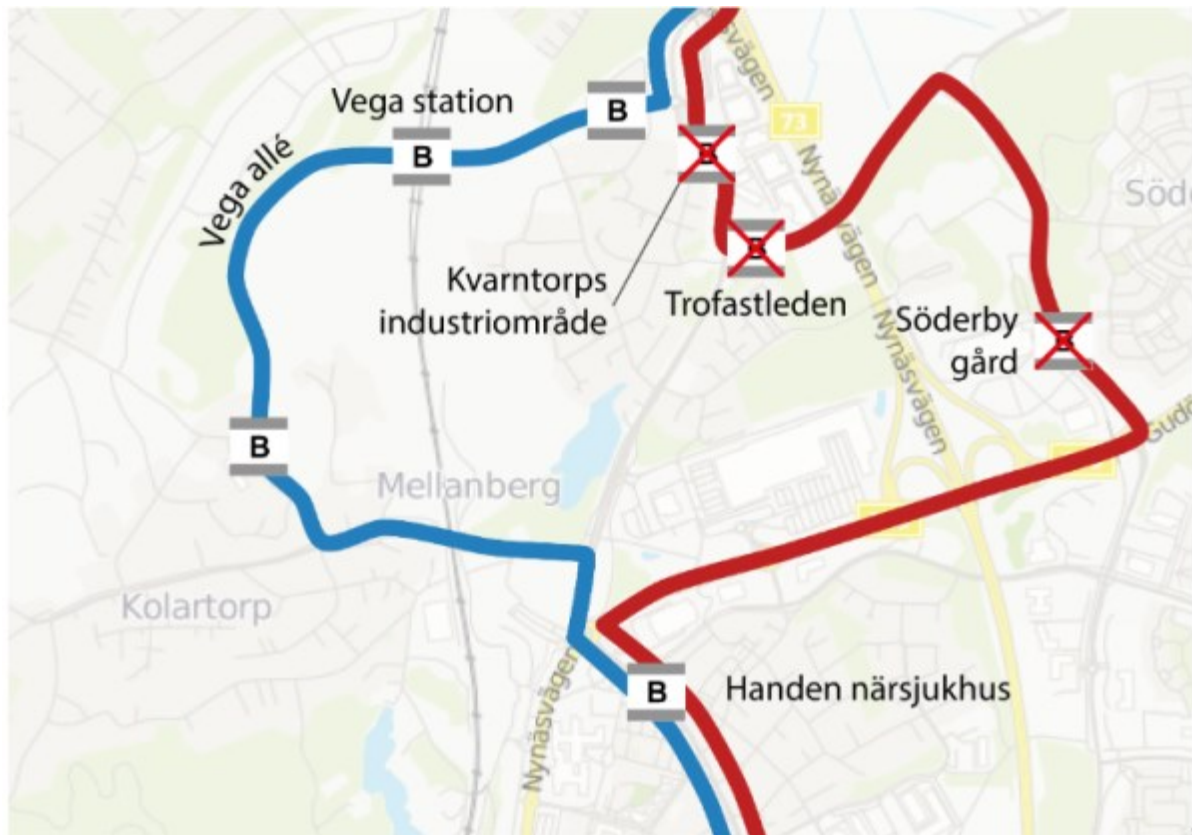 Nynäsvägen
B
Vega station
B
73
B
Vega allé
Nynäsvägen
B
Kvarntorps
industriområde
Trofastleden
Söderby
gård
B
Nynäsvägen
B
Mellanberg
Kolartorp
Nynäsvägen
B
Handen närsjukhus